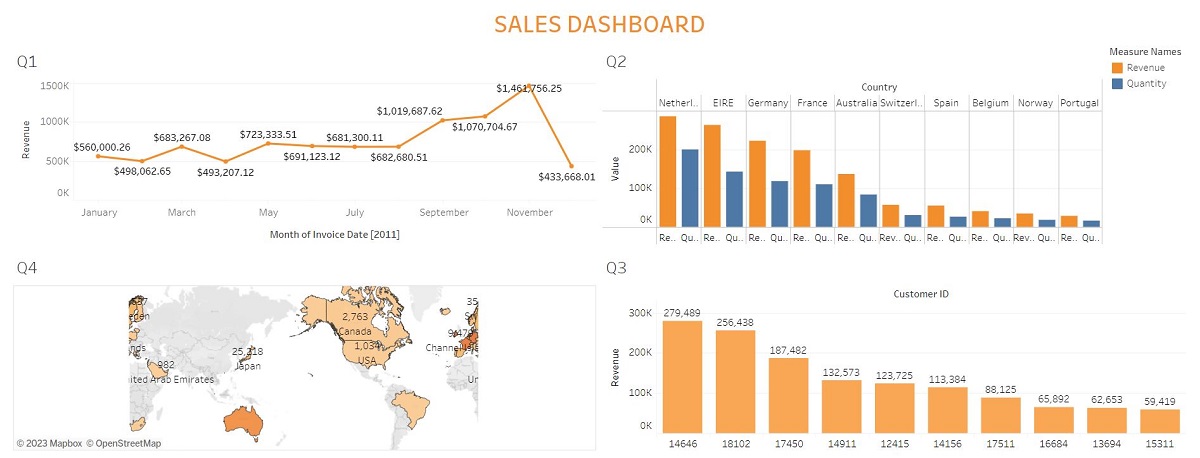 SALES DASHBOARD
Q1
1500K
1000K
500K
0K
Revenue
$560,000.26
$498,062.65
$683,267.08
$493,207.12
$723,333.51
$691,123.12
$681,300.11
$682,680.51
$1,019,687.62
$1,070,704.67
$1,461,756.25
$433,668.01
January
March
May
July
September
November
Month of Invoice Date [2011]
Q2
Measure Names
Revenue
Quantity
Country
Netherl..
EIRE
Germany
France
Australia
Switzerl..
Spain
Belgium
Norway
Portugal
Value
200K
100K
0K
Re..
Qu..
Re..
Qu..
Re..
Qu..
Re..
Qu..
Re..
Qu..
Rev..
Qu..
Re..
Qu..
Re..
Qu..
Rev..
Qu..
Re..
Qu..
Q4
2,763
Canada
USA
25,218
Japan
982
ited Arab Emirates
nds
35
Ur
© 2023 Mapbox © OpenStreetMap
Q3
Customer ID
Revenue
300K
200K
100K
0K
279,489
256,438
187,482
132,573
123,725
113,384
88,125
65,892
62,653
59,419
14646
18102
17450
14911
12415
14156
17511
16684
13694
15311